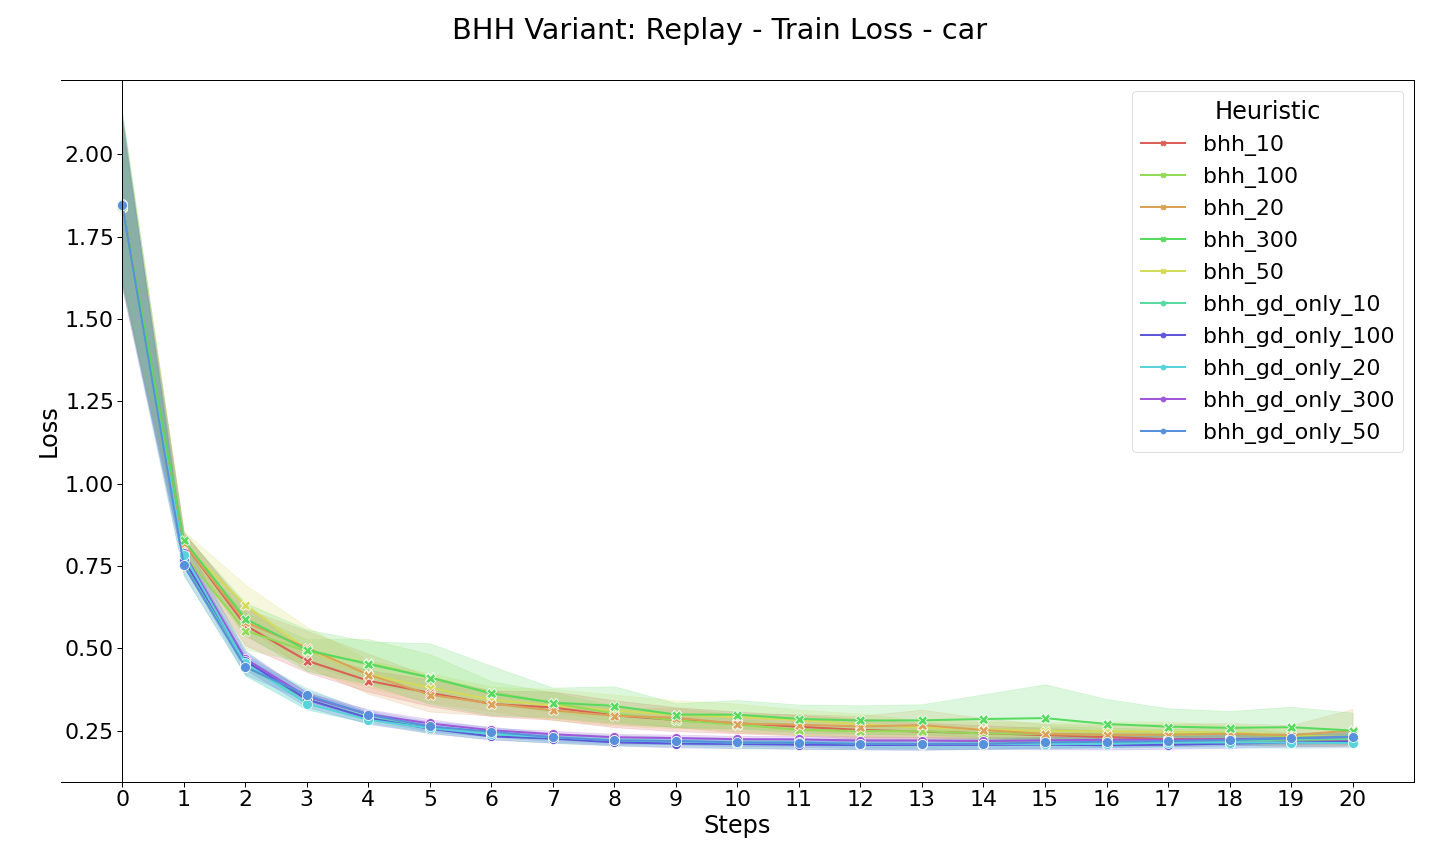 BHH Variant: Replay - Train Loss - car
Heuristic
bhh_10
bhh_100
bhh_20
bhh_300
bhh_50
bhh_gd_only_10
bhh_gd_only_100
bhh_gd_only_20
bhh_gd_only_300
bhh_gd_only_50
Loss
2.00
1.75
1.50
1.25
1.00
0.75
0.50
0.25
0 1 2 3 4 5 6 7 8 9 10 11 12 13 14 15 16 17 18 19 20
Steps